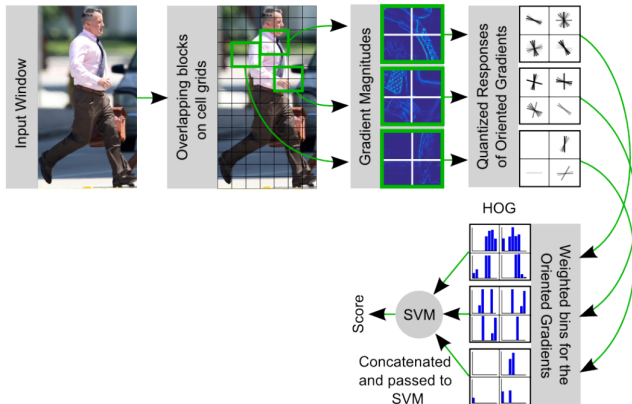 Input Window
Overlapping blocks
on cell grids
Gradient Magnitudes
Quantized Responses
of Oriented Gradients
HOG
Weighted bins for the
Oriented Gradients
SVM
Score
Concatenated
and passed to
SVM